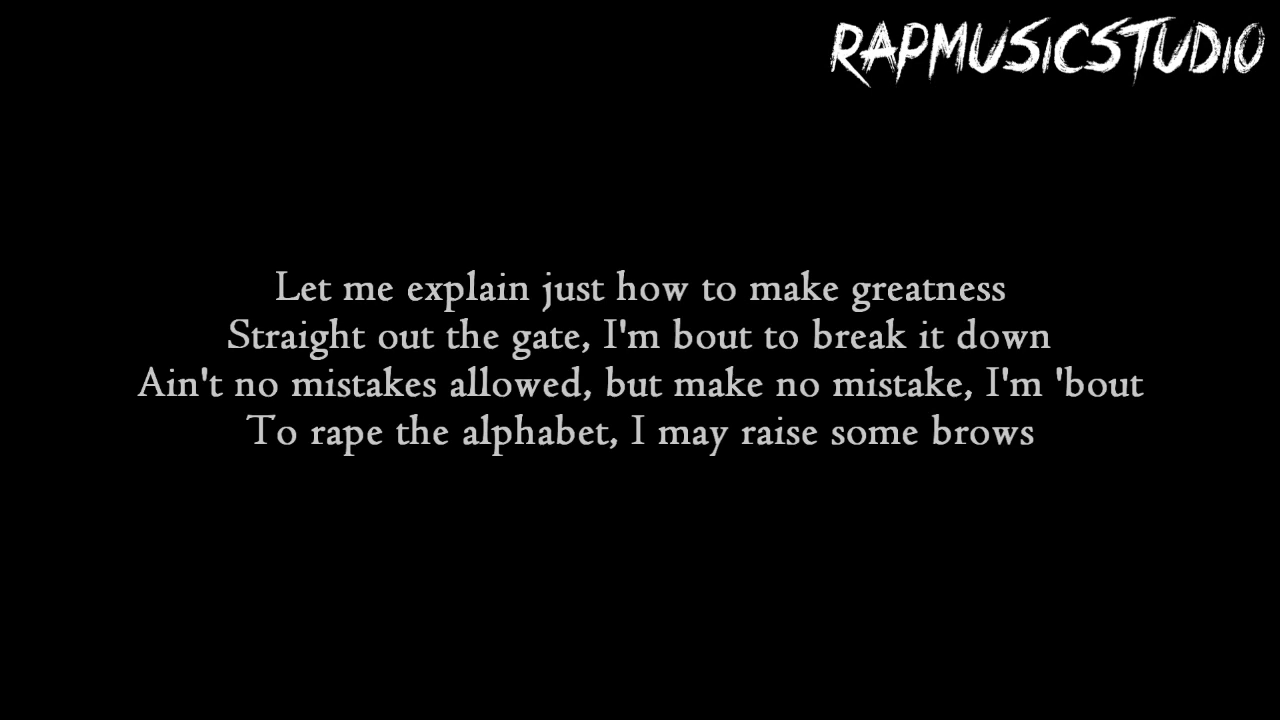 RAPMUSICSTUDIO
Let me explain just how to make greatness
Straight out the gate, I'm bout to break it down
Ain't no mistakes allowed, but make no mistake, I'm 'bout
To rape the alphabet, I may raise some brows